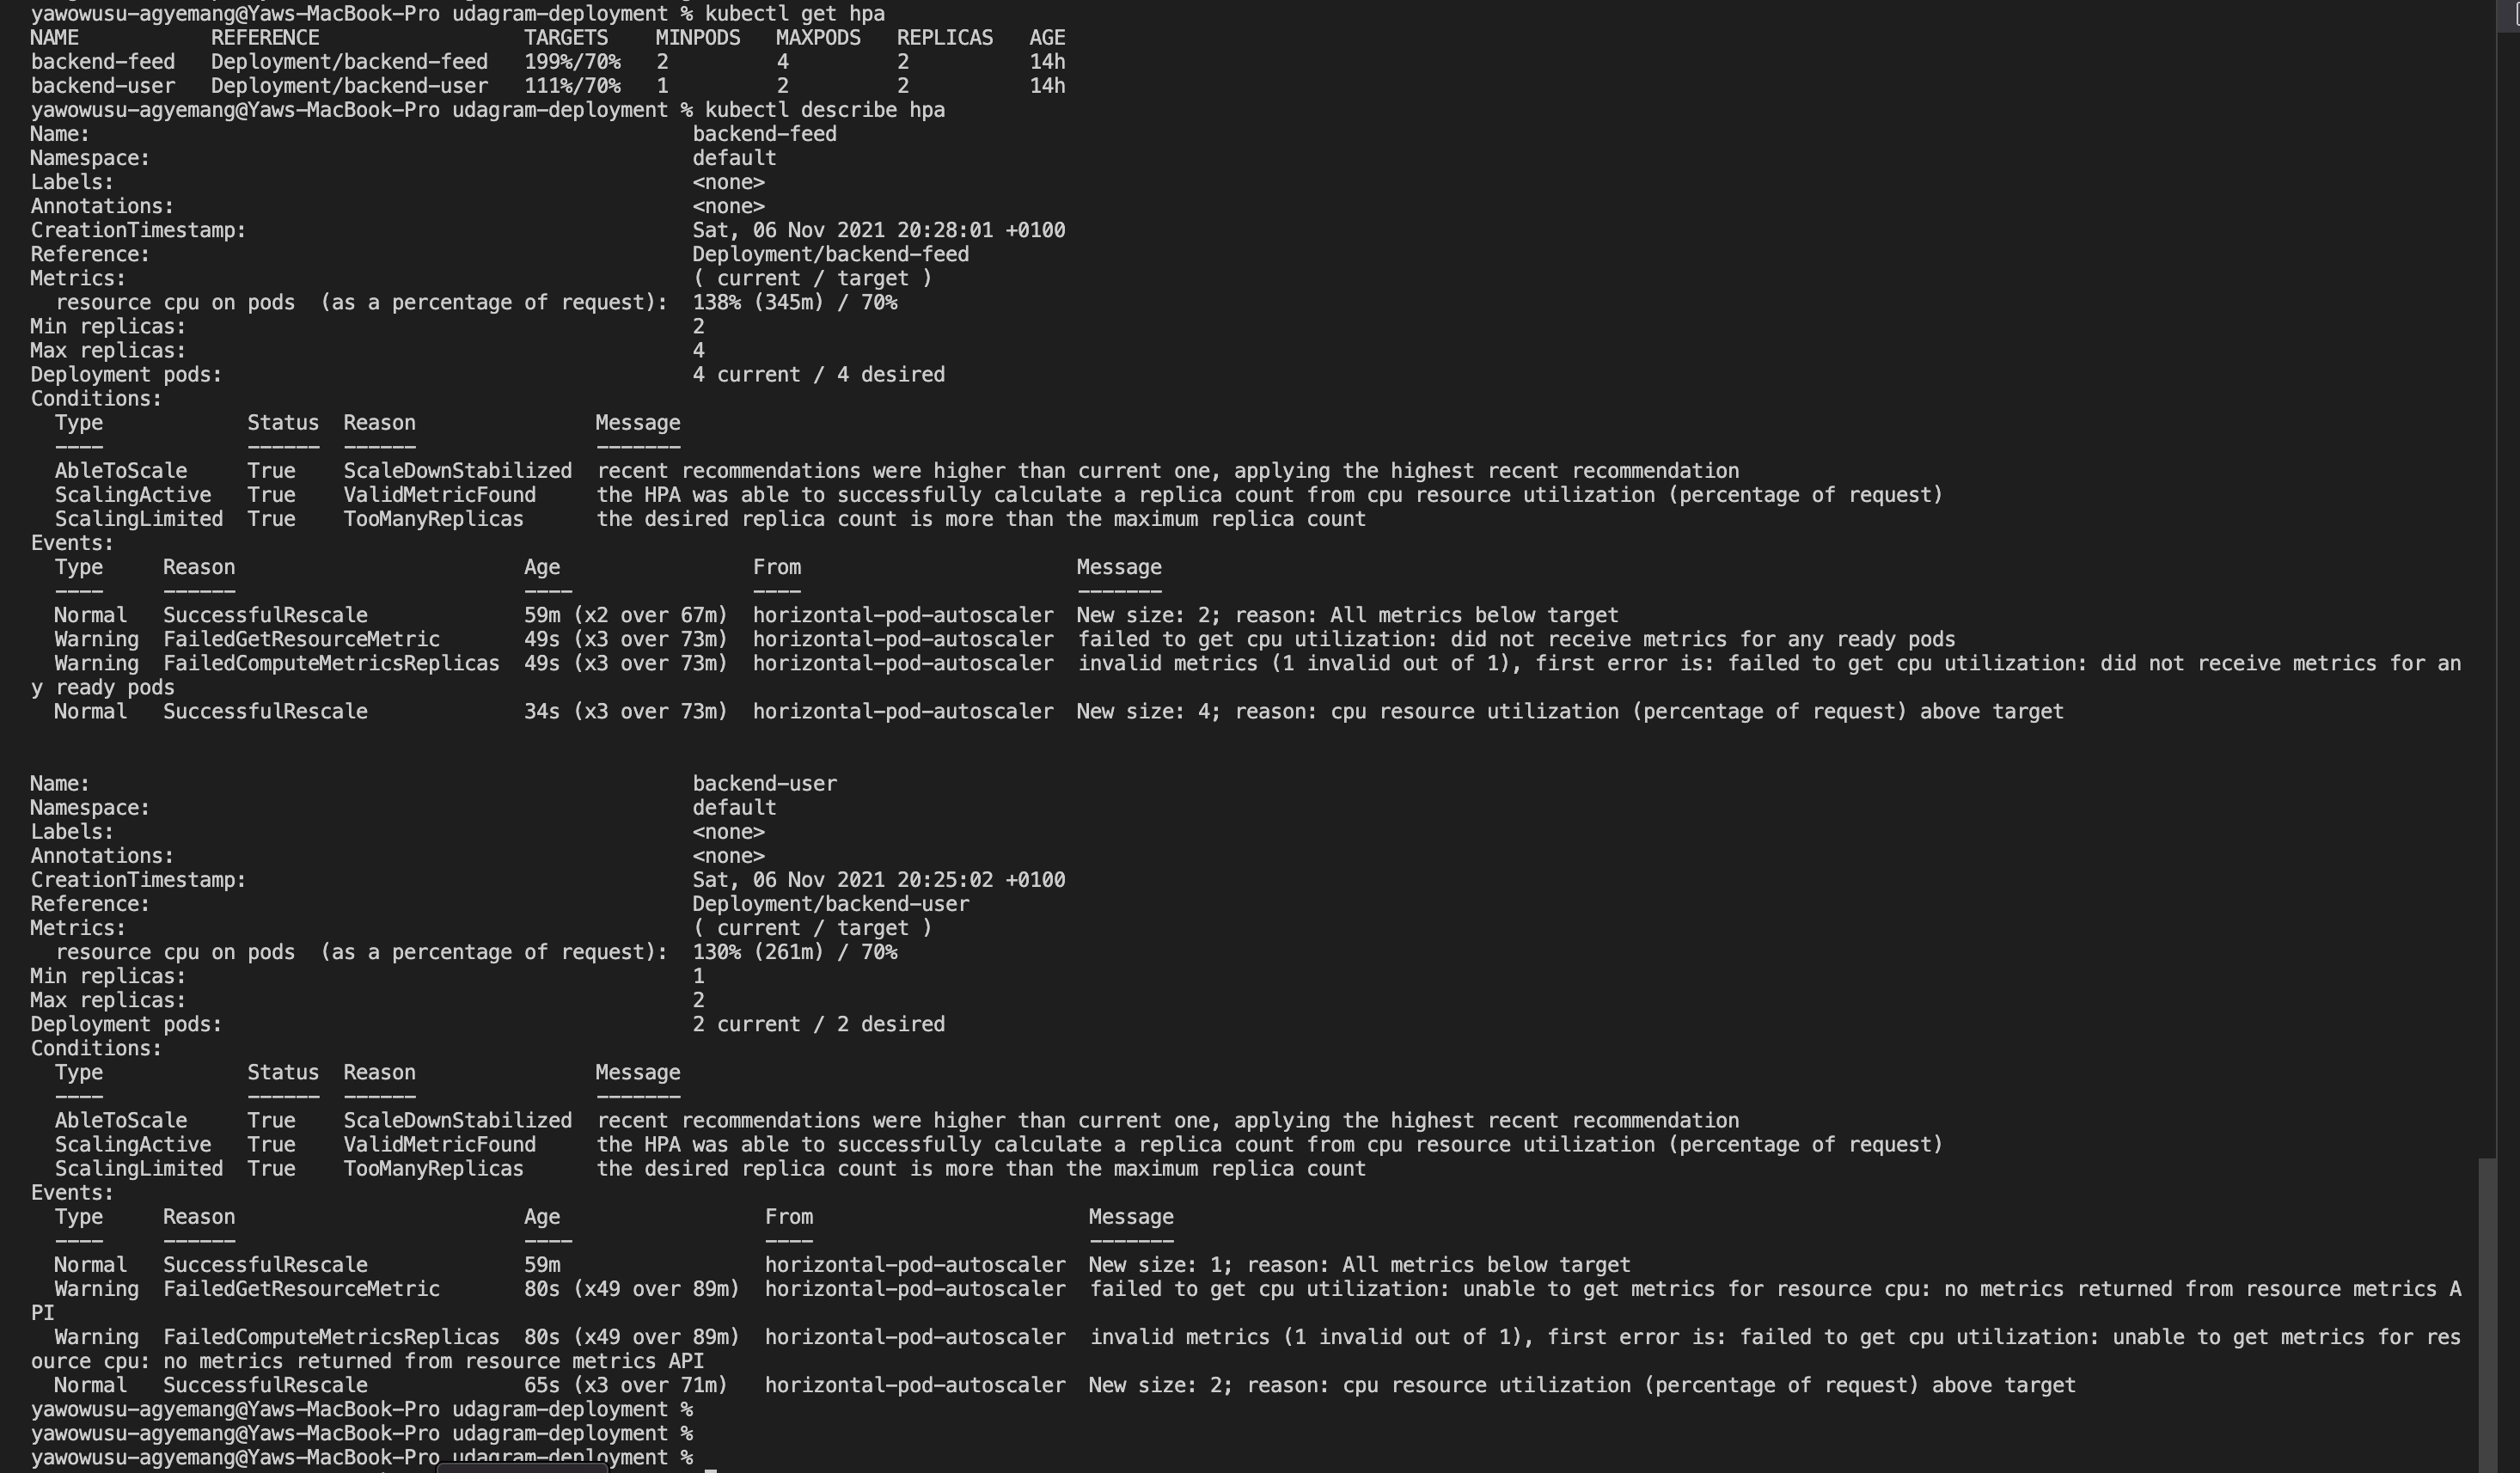 yawowusu-agyemang@Yaws-MacBook-Pro udagram-deployment % kubectl get hpa
NAME           REFERENCE                 TARGETS    MINPODS   MAXPODS   REPLICAS   AGE
backend-feed   Deployment/backend-feed   199%/70%   2         4         2          14h
backend-user   Deployment/backend-user   111%/70%   1         2         2          14h
yawowusu-agyemang@Yaws-MacBook-Pro udagram-deployment % kubectl describe hpa
Name:                                                  backend-feed
Namespace:                                             default
Labels:                                                <none>
Annotations:                                           <none>
CreationTimestamp:                                     Sat, 06 Nov 2021 20:28:01 +0100
Reference:                                             Deployment/backend-feed
Metrics:                                               ( current / target )
  resource cpu on pods  (as a percentage of request):  138% (345m) / 70%
Min replicas:                                          2
Max replicas:                                          4
Deployment pods:                                       4 current / 4 desired
Conditions:
  Type            Status  Reason               Message
  ----            ------  ------               -------
  AbleToScale     True    ScaleDownStabilized  recent recommendations were higher than current one, applying the highest recent recommendation
  ScalingActive   True    ValidMetricFound     the HPA was able to successfully calculate a replica count from cpu resource utilization (percentage of request)
  ScalingLimited  True    TooManyReplicas      the desired replica count is more than the maximum replica count
Events:
  Type     Reason                        Age                From                       Message
  ----     ------                        ----               ----                       -------
  Normal   SuccessfulRescale             59m (x2 over 67m)  horizontal-pod-autoscaler  New size: 2; reason: All metrics below target
  Warning  FailedGetResourceMetric       49s (x3 over 73m)  horizontal-pod-autoscaler  failed to get cpu utilization: did not receive metrics for any ready pods
  Warning  FailedComputeMetricsReplicas  49s (x3 over 73m)  horizontal-pod-autoscaler  invalid metrics (1 invalid out of 1), first error is: failed to get cpu utilization: did not receive metrics for an
y ready pods
  Normal   SuccessfulRescale             34s (x3 over 73m)  horizontal-pod-autoscaler  New size: 4; reason: cpu resource utilization (percentage of request) above target
Name:                                                  backend-user
Namespace:                                             default
Labels:                                                <none>
Annotations:                                           <none>
CreationTimestamp:                                     Sat, 06 Nov 2021 20:25:02 +0100
Reference:                                             Deployment/backend-user
Metrics:                                               ( current / target )
  resource cpu on pods  (as a percentage of request):  130% (261m) / 70%
Min replicas:                                          1
Max replicas:                                          2
Deployment pods:                                       2 current / 2 desired
Conditions:
  Type            Status  Reason               Message
  ----            ------  ------               -------
  AbleToScale     True    ScaleDownStabilized  recent recommendations were higher than current one, applying the highest recent recommendation
  ScalingActive   True    ValidMetricFound     the HPA was able to successfully calculate a replica count from cpu resource utilization (percentage of request)
  ScalingLimited  True    TooManyReplicas      the desired replica count is more than the maximum replica count
Events:
  Type     Reason                        Age                 From                       Message
  ----     ------                        ----                ----                       -------
  Normal   SuccessfulRescale             59m                 horizontal-pod-autoscaler  New size: 1; reason: All metrics below target
  Warning  FailedGetResourceMetric       80s (x49 over 89m)  horizontal-pod-autoscaler  failed to get cpu utilization: unable to get metrics for resource cpu: no metrics returned from resource metrics A
PI
  Warning  FailedComputeMetricsReplicas  80s (x49 over 89m)  horizontal-pod-autoscaler  invalid metrics (1 invalid out of 1), first error is: failed to get cpu utilization: unable to get metrics for res
ource cpu: no metrics returned from resource metrics API
  Normal   SuccessfulRescale             65s (x3 over 71m)   horizontal-pod-autoscaler  New size: 2; reason: cpu resource utilization (percentage of request) above target
yawowusu-agyemang@Yaws-MacBook-Pro udagram-deployment %
yawowusu-agyemang@Yaws-MacBook-Pro udagram-deployment %
yawowusu-agyemang@Yaws-MacBook-Pro udagram-deployment %